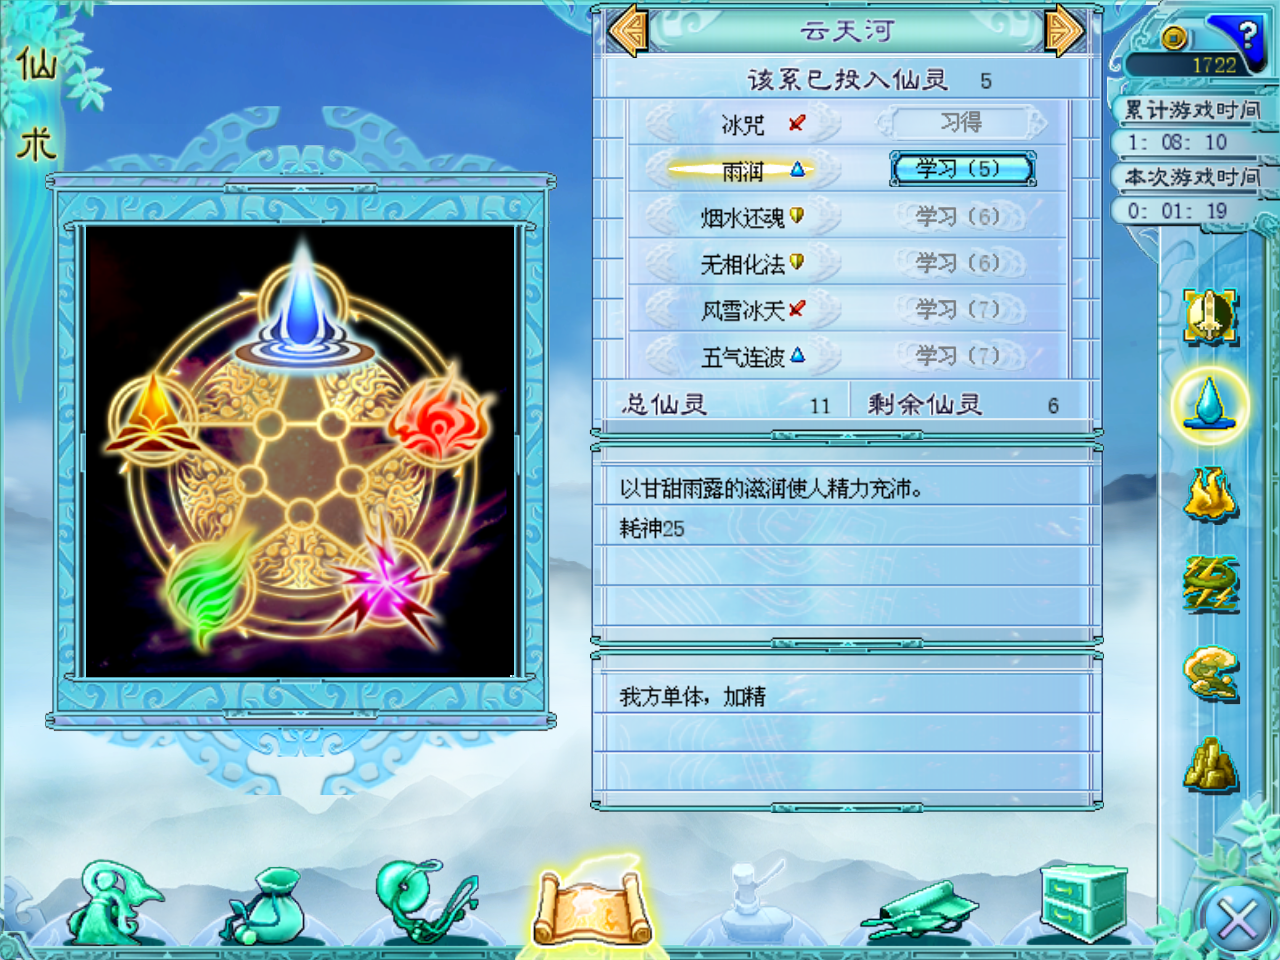 仙术
云天河
1722
该系已投入仙灵 5
累计游戏时间
1: 08: 10
本次游戏时间
0: 01: 19
冰咒 习得
雨润 学习(5)
烟水还魂 学习(6)
无相化法 学习(6)
风雪冰天 学习(7)
五气连波 学习(7)
总仙灵 11 剩余仙灵 6
以甘甜雨露的滋润使人精力充沛。
耗神25
我方单体，加精